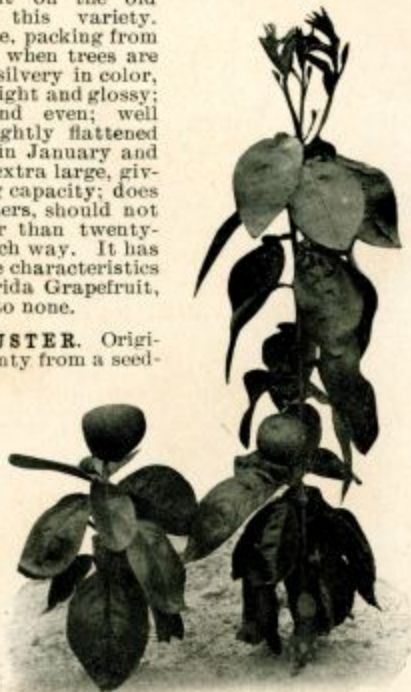 this variety.
e, packing from
when trees are
silvery in color,
ight and glossy;
nd even; well
ghtly flattened
in January and
extra large, giv-
g capacity; does
ers, should not
r than twenty-
ch way. It has
e characteristics
rida Grapefruit,
to none.
USTER. Origi-
nty from a seed-